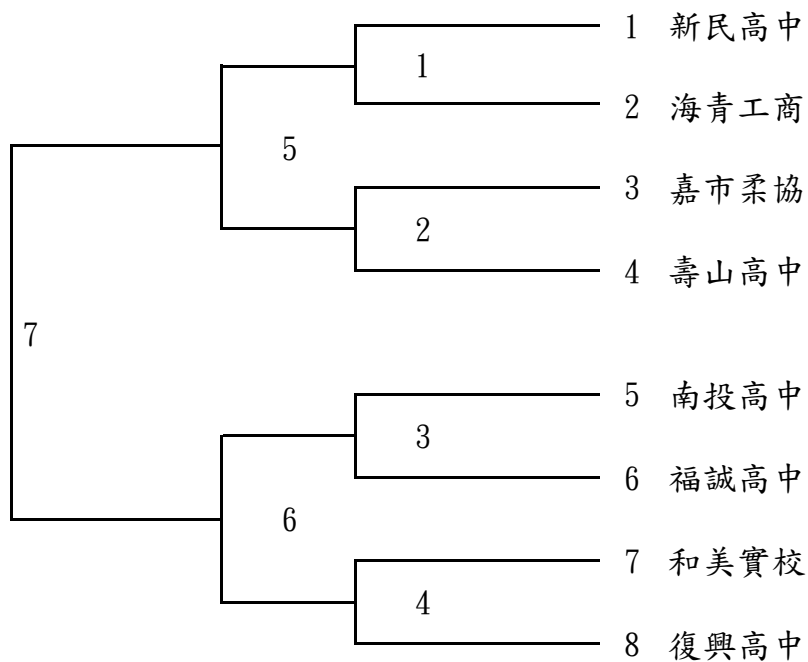 1 新民高中
1
2 海青工商
5
3 嘉市柔協
2
4 壽山高中
7
5 南投高中
3
6 福誠高中
6
7 和美實校
4
8 復興高中